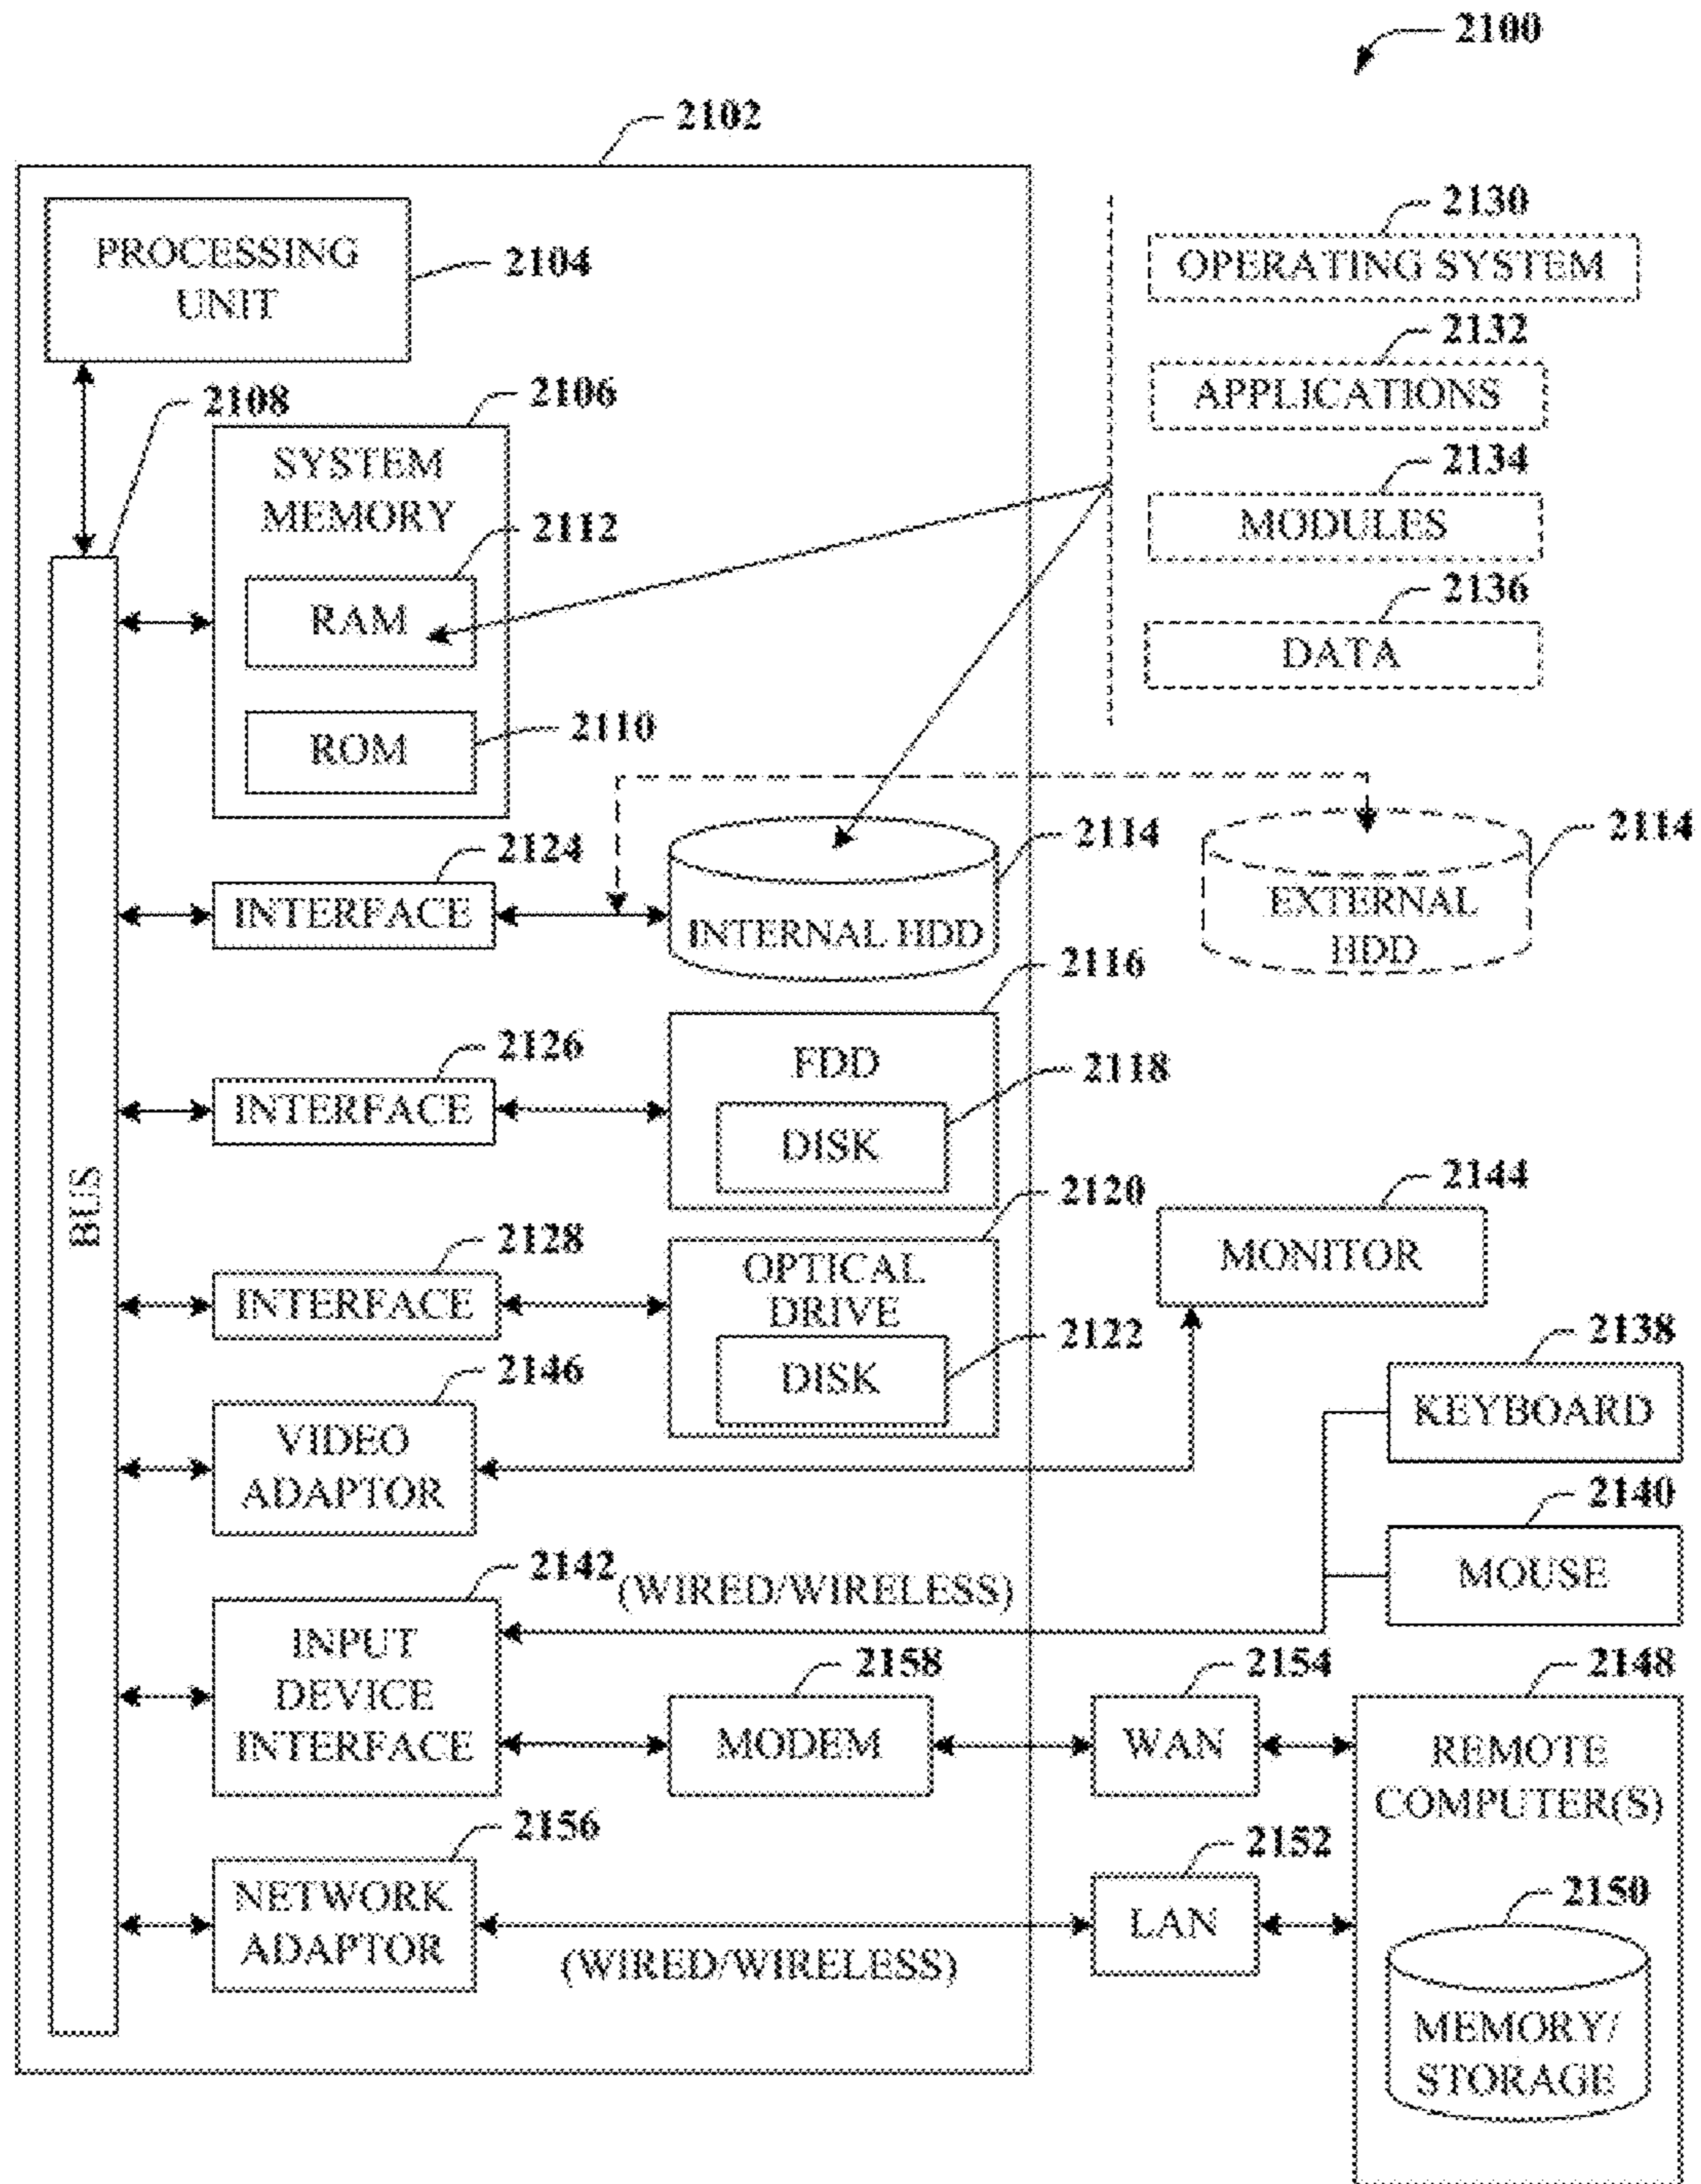 2100
2102
PROCESSING
UNIT
2104
2130
OPERATING SYSTEM
2132
APPLICATIONS
2134
MODULES
2136
DATA
2108
2106
SYSTEM
MEMORY
2112
RAM
2110
ROM
2124
INTERFACE
2114
INTERNAL HDD
2114
EXTERNAL
HDD
2126
INTERFACE
2116
FDD
2118
DISK
BUS
2128
INTERFACE
2120
OPTICAL
DRIVE
2122
DISK
2144
MONITOR
2146
VIDEO
ADAPTOR
2138
KEYBOARD
2140
MOUSE
2142
(WIRED/WIRELESS)
INPUT
DEVICE
INTERFACE
2158
MODEM
2154
WAN
2148
REMOTE
COMPUTER(S)
2156
NETWORK
ADAPTOR
(WIRED/WIRELESS)
2152
LAN
2150
MEMORY/
STORAGE